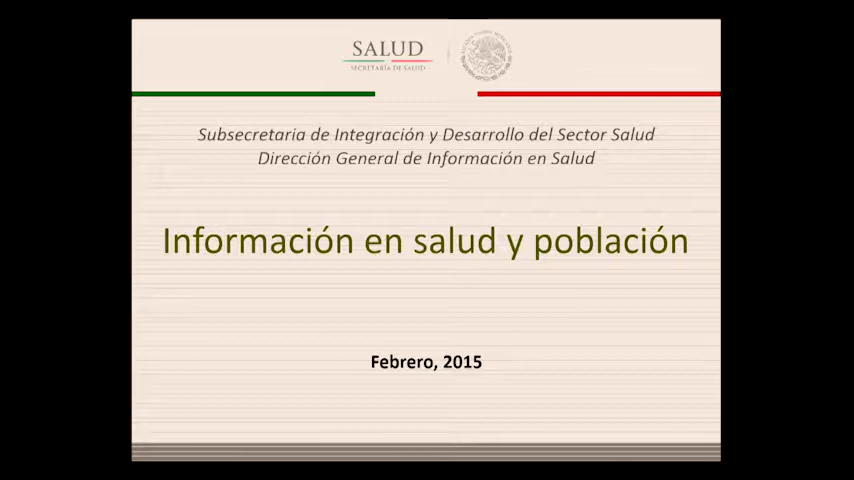 SALUD
SECRETARÍA DE SALUD
Subsecretaria de Integración y Desarrollo del Sector Salud
Dirección General de Información en Salud
Información en salud y población
Febrero, 2015